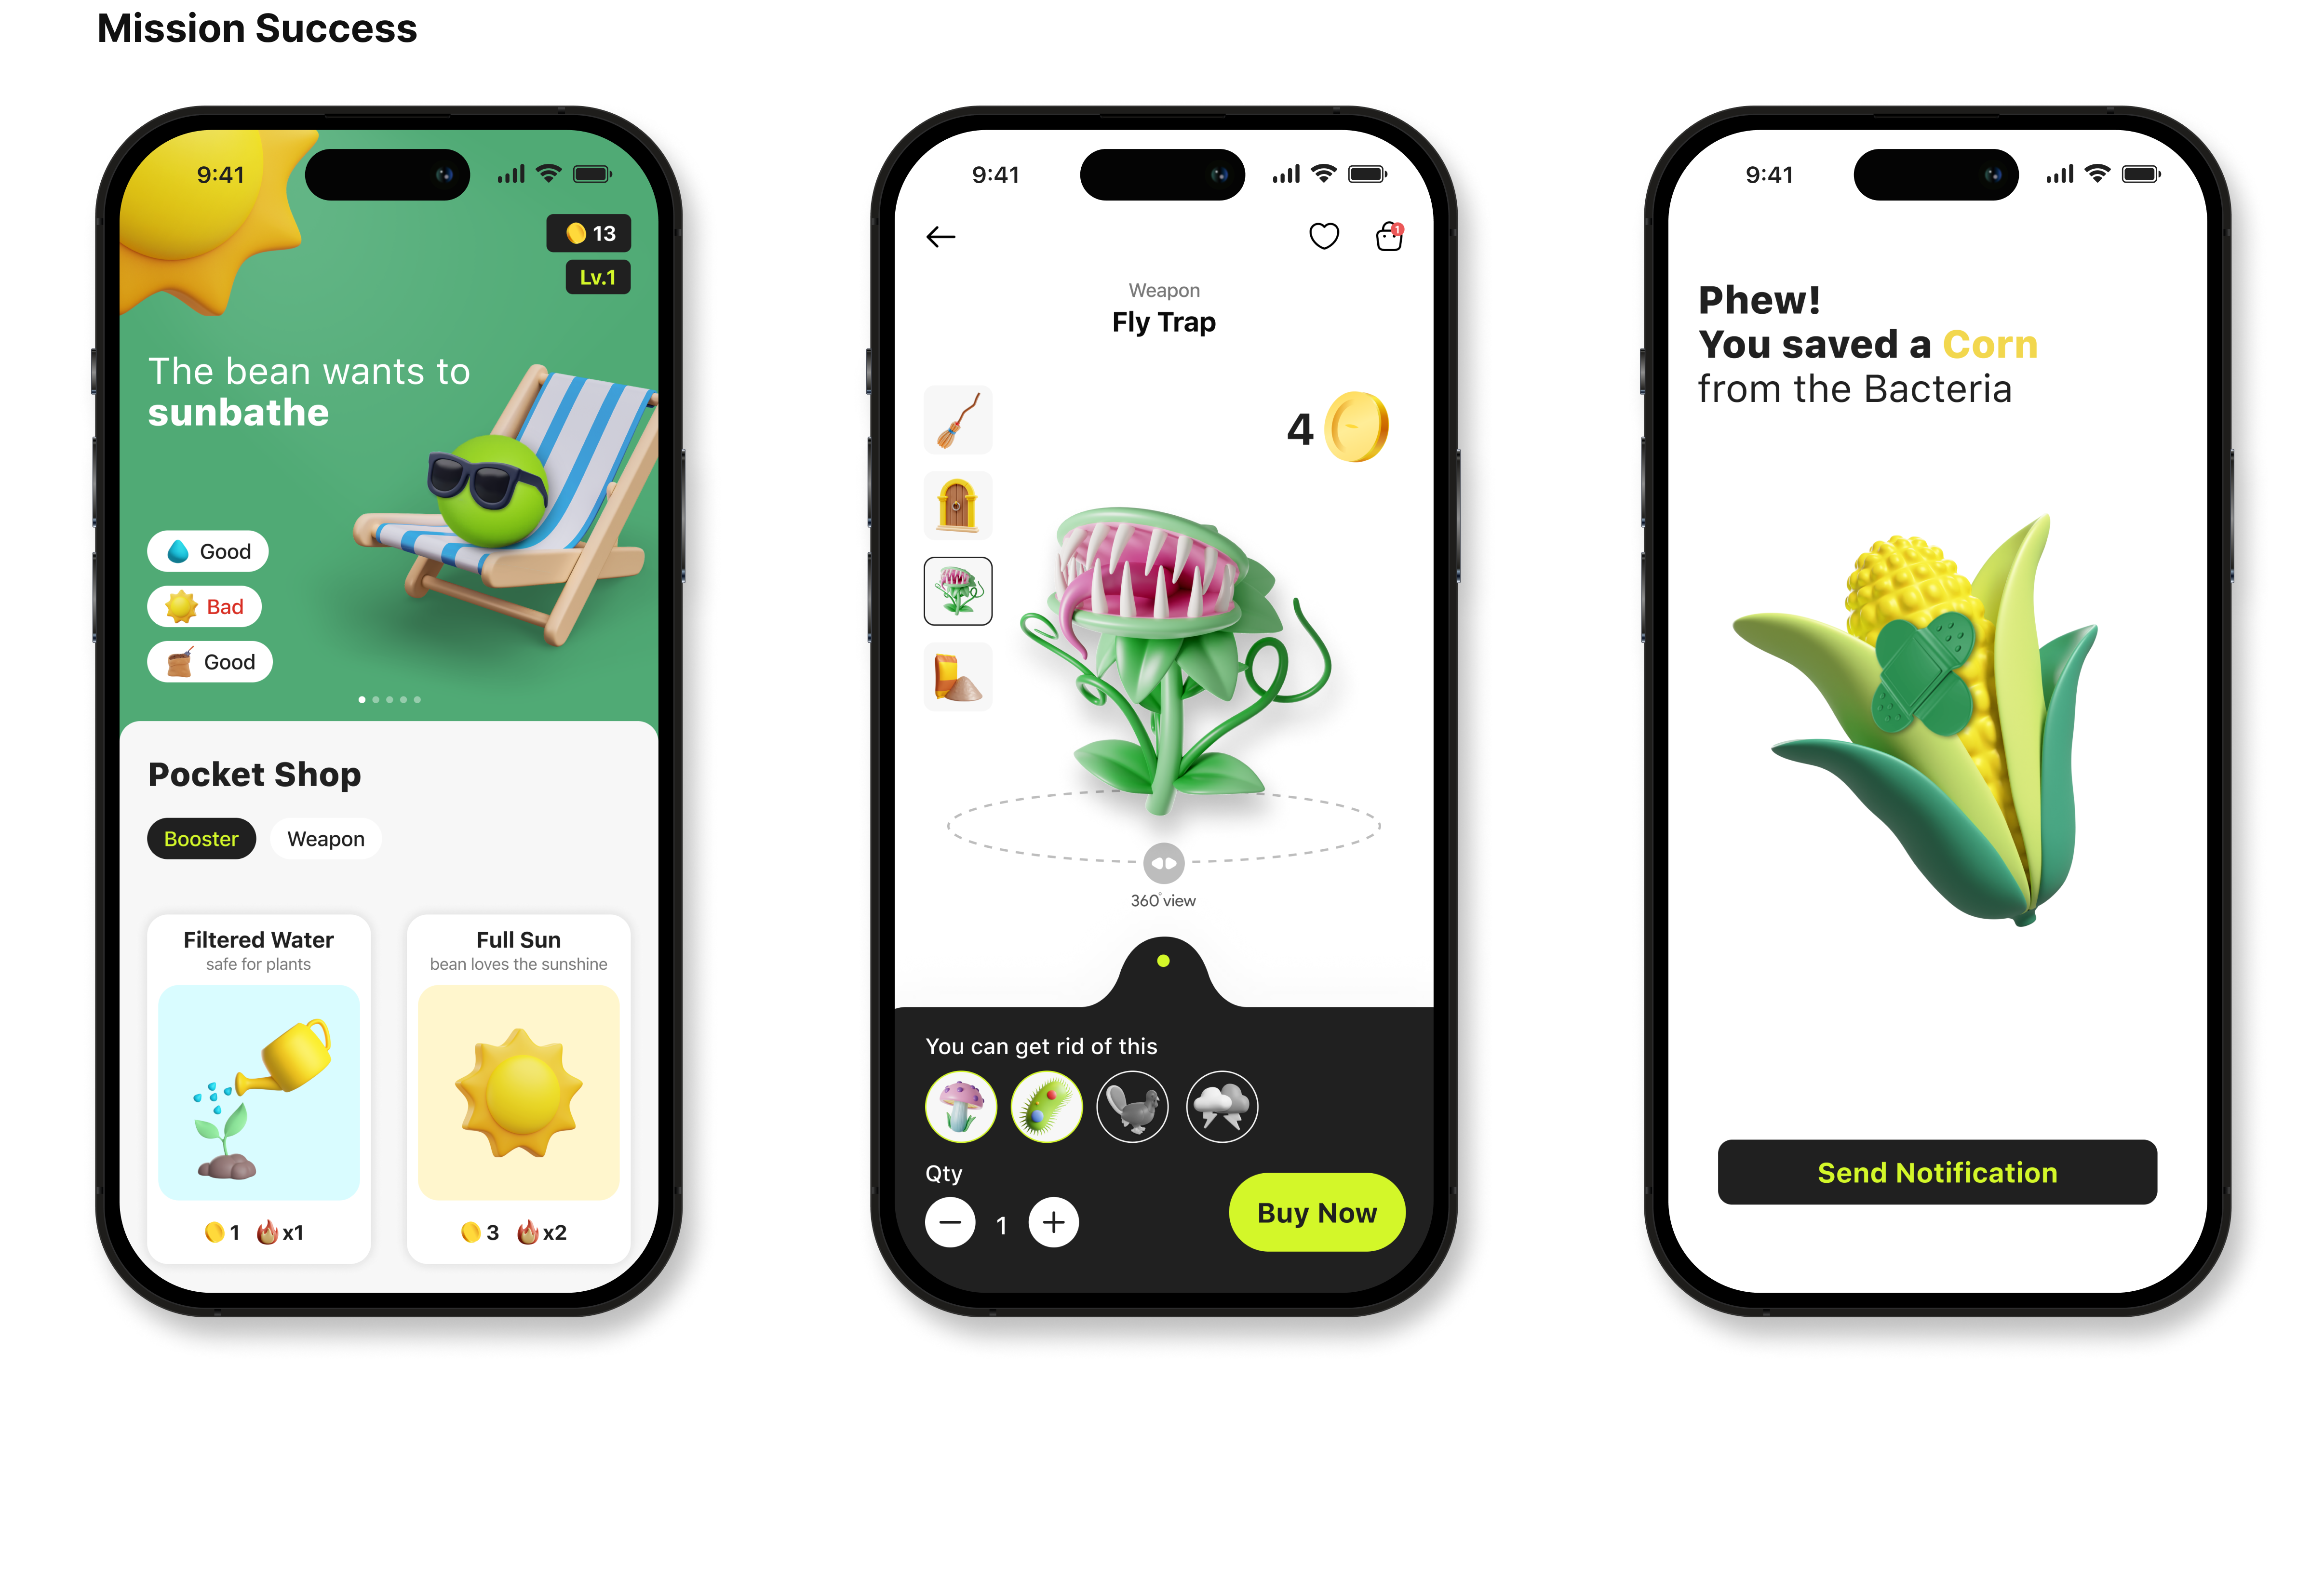 Mission Success
9:41
13
Lv.1
The bean wants to
sunbathe
Good
Bad
Good
Pocket Shop
Booster
Weapon
Filtered Water
safe for plants
1
x1
Full Sun
bean loves the sunshine
3
x2
9:41
1
Weapon
Fly Trap
4
360° view
You can get rid of this
Qty
1
Buy Now
9:41
Phew!
You saved a Corn
from the Bacteria
Send Notification